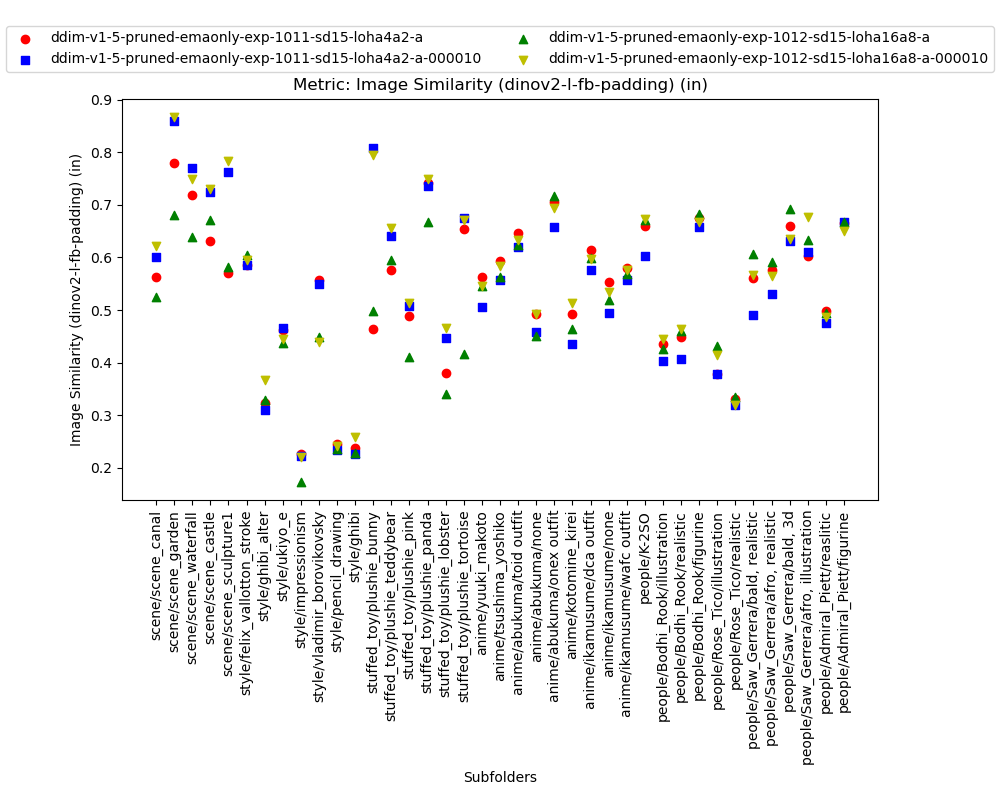 ddim-v1-5-pruned-emaonly-exp-1011-sd15-loha4a2-a
ddim-v1-5-pruned-emaonly-exp-1011-sd15-loha4a2-a-000010
ddim-v1-5-pruned-emaonly-exp-1012-sd15-loha16a8-a
ddim-v1-5-pruned-emaonly-exp-1012-sd15-loha16a8-a-000010
Metric: Image Similarity (dinov2-l-fb-padding) (in)
Image Similarity (dinov2-l-fb-padding) (in)
0.9
0.8
0.7
0.6
0.5
0.4
0.3
0.2
scene/scene_canal
scene/scene_garden
scene/scene_waterfall
scene/scene_castle
scene/scene_sculpture1
style/felix_vallotton_stroke
style/ghibi_alter
style/ukiyo_e
style/impressionism
style/vladimir_borovikovsky
style/pencil_drawing
style/ghibi
stuffed_toy/plushie_bunny
stuffed_toy/plushie_teddybear
stuffed_toy/plushie_pink
stuffed_toy/plushie_panda
stuffed_toy/plushie_lobster
stuffed_toy/plushie_tortoise
anime/yuuki_makoto
anime/tsushima_yoshiko
anime/abukuma/toid outfit
anime/abukuma/none
anime/abukuma/onex outfit
anime/kotomine_kirei
anime/ikamusume/dca outfit
anime/ikamusume/none
anime/ikamusume/wafc outfit
people/K-2SO
people/Bodhi_Rook/illustration
people/Bodhi_Rook/realistic
people/Bodhi_Rook/figurine
people/Rose_Tico/illustration
people/Rose_Tico/realistic
people/Saw_Gerrera/bald, realistic
people/Saw_Gerrera/afro, realistic
people/Saw_Gerrera/bald, 3d
people/Saw_Gerrera/afro, illustration
people/Admiral_Piett/reaslitic
people/Admiral_Piett/figurine
Subfolders